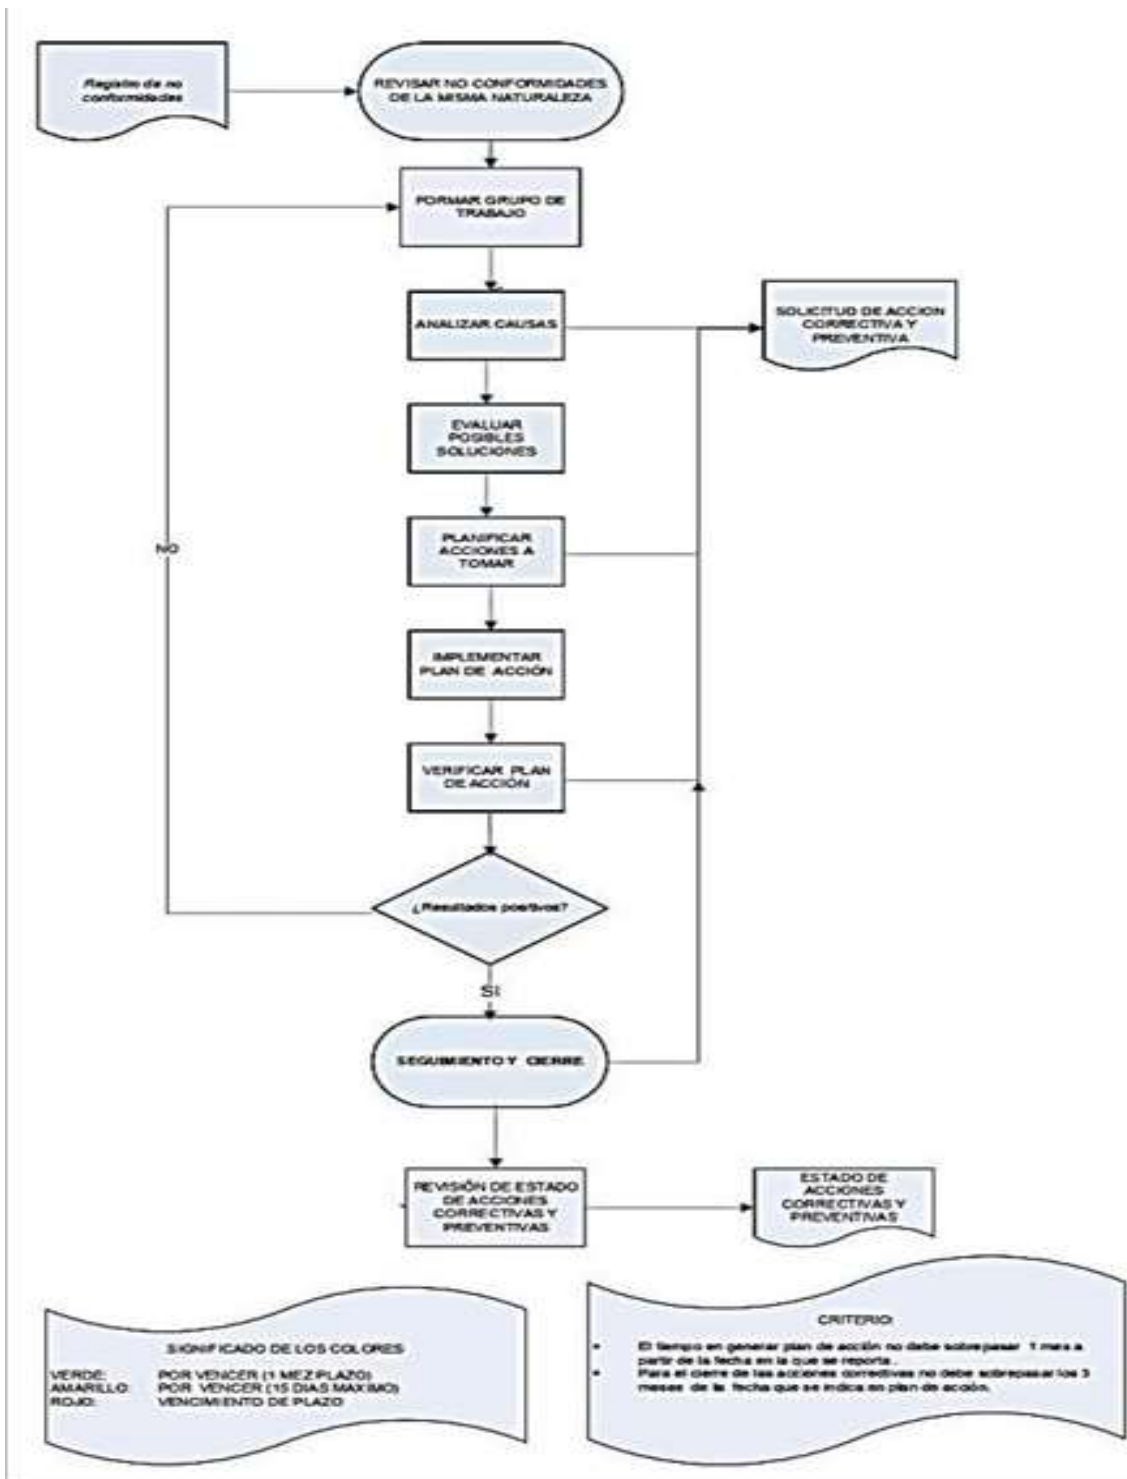 Registro de no
conformidades
REVISAR NO CONFORMIDADES
DE LA MISMA NATURALEZA
FORMAR GRUPO DE
TRABAJO
ANALIZAR CAUSAS
SOLICITUD DE ACCION
CORRECTIVA Y
PREVENTIVA
EVALUAR
POSIBLES
SOLUCIONES
PLANIFICAR
ACCIONES A
TOMAR
NO
IMPLEMENTAR
PLAN DE ACCIÓN
VERIFICAR PLAN
DE ACCIÓN
¿Resultados positivos?
SI
SEGUIMIENTO Y CIERRE
REVISIÓN DE ESTADO
DE ACCIONES
CORRECTIVAS Y
PREVENTIVAS
ESTADO DE
ACCIONES
CORRECTIVAS Y
PREVENTIVAS
SIGNIFICADO DE LOS COLORES
VERDE: POR VENCER (1 MEZ PLAZO)
AMARILLO: POR VENCER (15 DIAS MAXIMO)
ROJO: VENCIMIENTO DE PLAZO
CRITERIO:
• El tiempo en generar plan de acción no debe sobrepasar 1 mes a
partir de la fecha en la que se reporta.
• Para el cierre de las acciones correctivas no debe sobrepasar los 3
meses de la fecha que se indica en plan de acción.